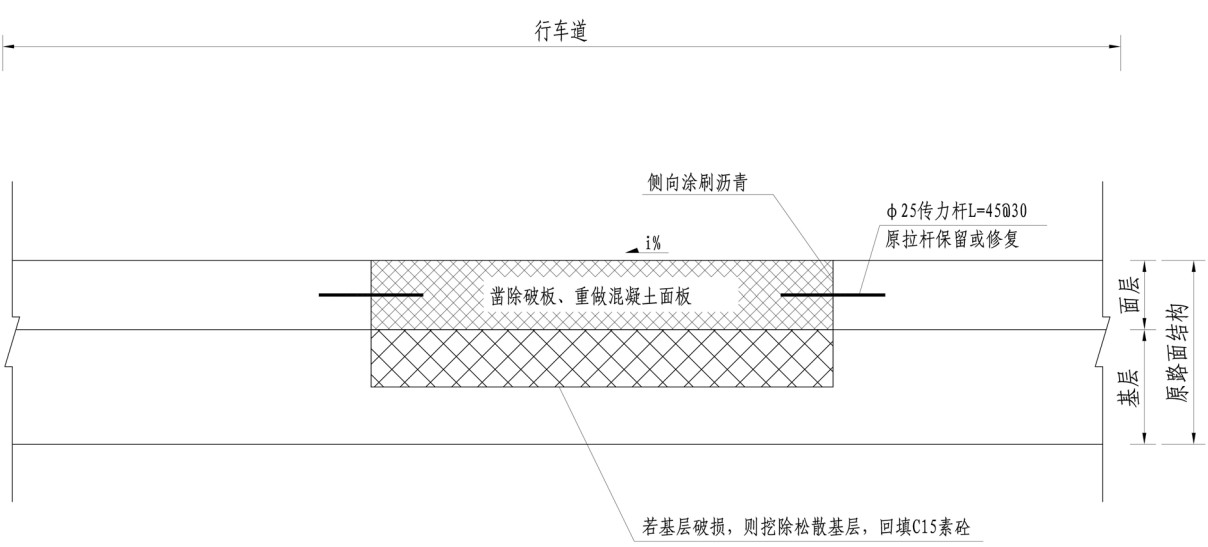 行车道
侧向涂刷沥青
ф25传力杆L=45@30
原拉杆保留或修复
i%
凿除破板、重做混凝土面板
面层
基层
原路面结构
若基层破损，则挖除松散基层，回填C15素砼